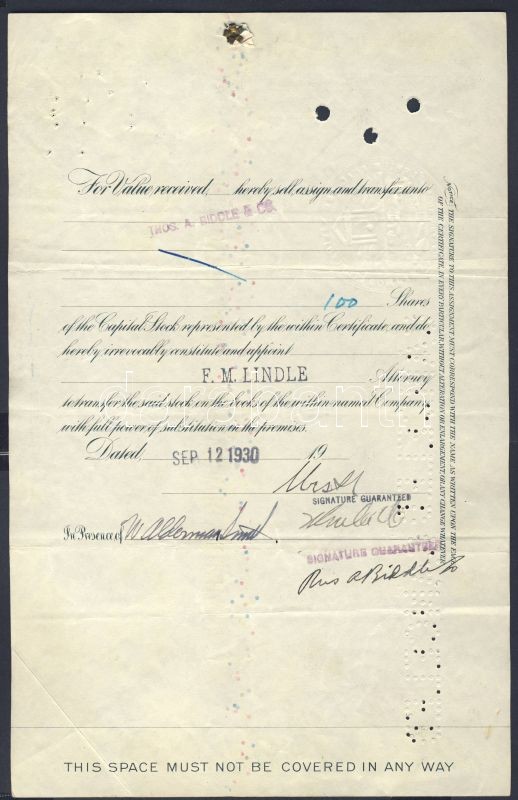 For Value received, hereby sell, assign and transfer unto
THOS. A. BIDDLE & CO.
100 Shares
of the Capital Stock represented by the within Certificate and do
hereby irrevocably constitute and appoint
F. M. LINDLE Attorney
to transfer the said stock on the books of the within named Company
with full power of substitution in the premises.
Dated, SEP 12 1930 19
SIGNATURE GUARANTEED
In Presence of W Alderman Smith
SIGNATURE GUARANTEED
Thos A Biddle Co
NOTICE. THE SIGNATURE TO THIS ASSIGNMENT MUST CORRESPOND WITH THE NAME AS WRITTEN UPON THE FACE
OF THE CERTIFICATE, IN EVERY PARTICULAR, WITHOUT ALTERATION OR ENLARGEMENT OR ANY CHANGE WHATEVER.
THIS SPACE MUST NOT BE COVERED IN ANY WAY